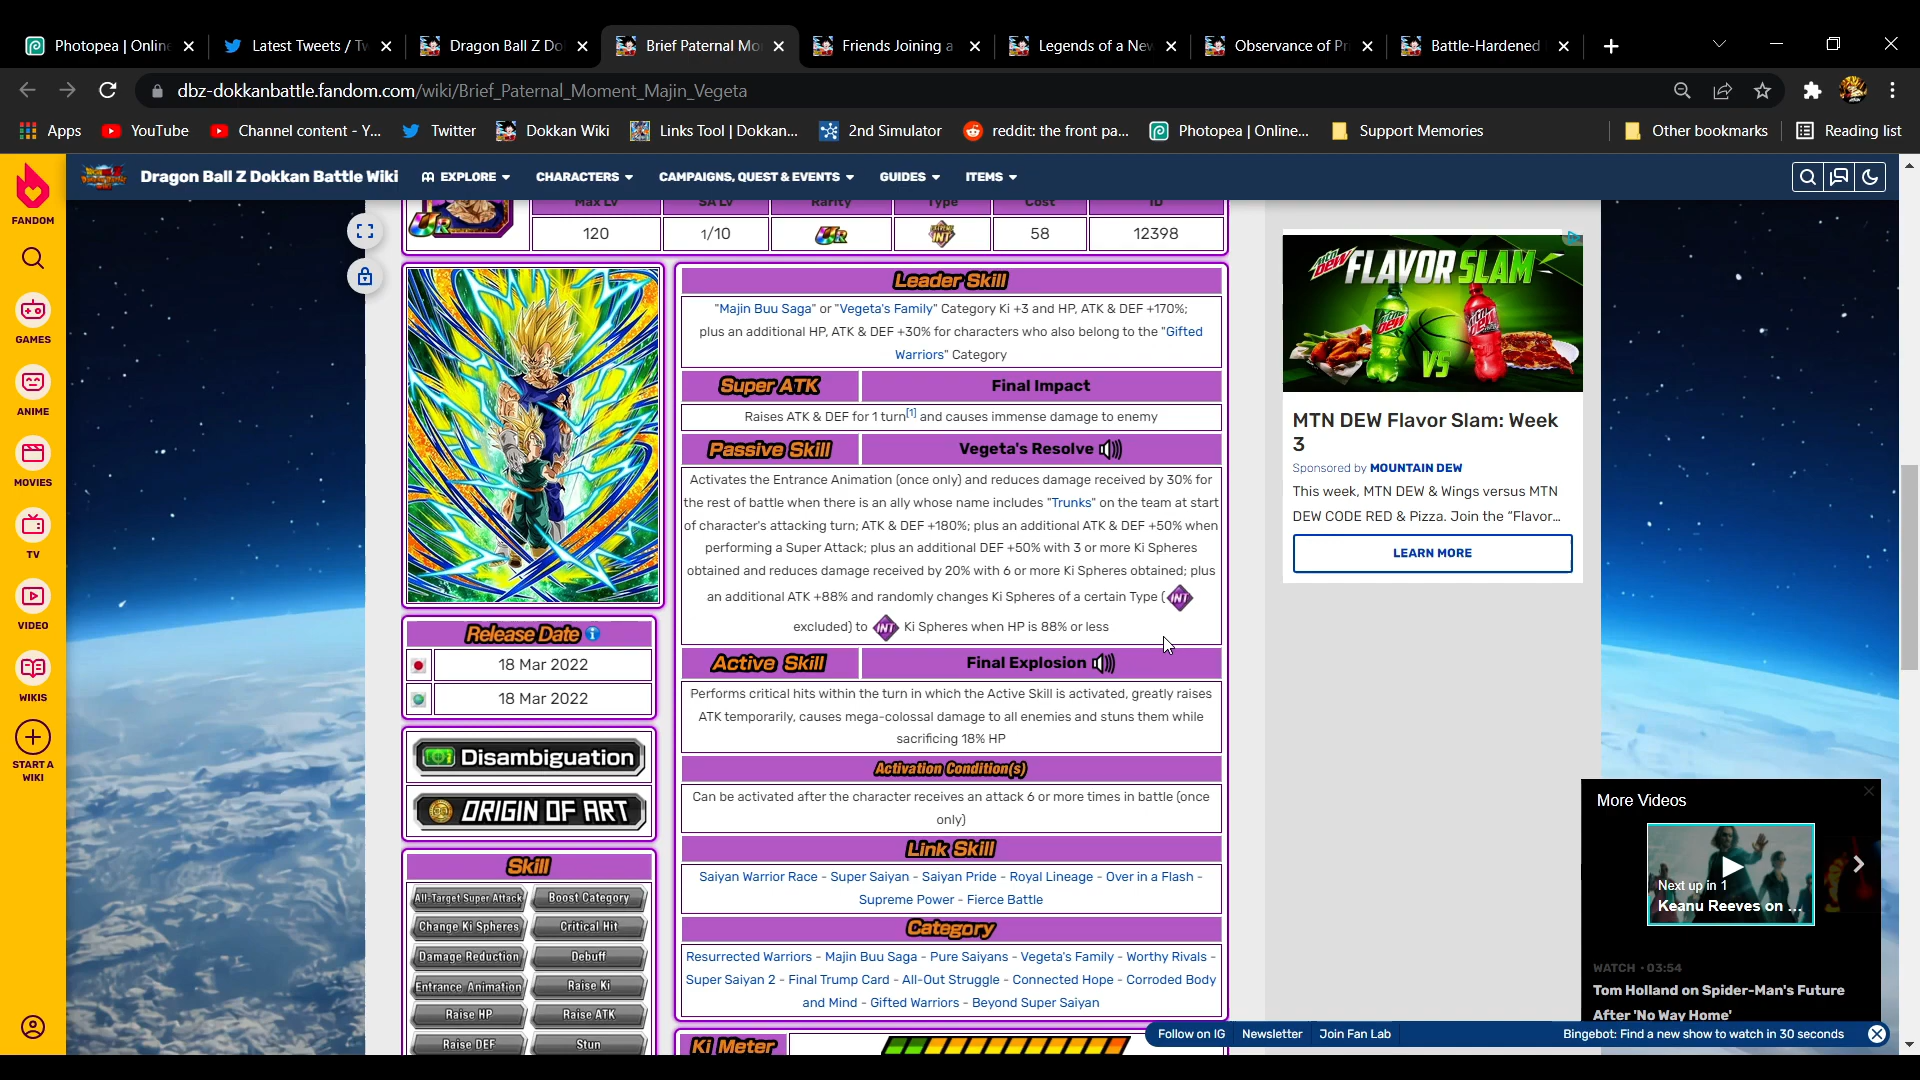 Photopea | Online
Latest Tweets / Tw
Dragon Ball Z Do
Brief Paternal Mo
Friends Joining a
Legends of a New
Observance of Pr
Battle-Hardened
dbz-dokkanbattle.fandom.com/wiki/Brief_Paternal_Moment_Majin_Vegeta
Apps YouTube Channel content - Y... Twitter Dokkan Wiki Links Tool | Dokkan... 2nd Simulator reddit: the front pa... Photopea | Online... Support Memories Other bookmarks Reading list
Dragon Ball Z Dokkan Battle Wiki EXPLORE CHARACTERS CAMPAIGNS, QUEST & EVENTS GUIDES ITEMS
FANDOM
GAMES
ANIME
MOVIES
TV
VIDEO
WIKIS
START A
WIKI
Max LV SA LV Rarity Type Cost ID
UR 120 1/10 UR EXTREME INT 58 12398
Leader Skill
"Majin Buu Saga" or "Vegeta's Family" Category Ki +3 and HP, ATK & DEF +170%;
plus an additional HP, ATK & DEF +30% for characters who also belong to the "Gifted
Warriors" Category
Super ATK Final Impact
Raises ATK & DEF for 1 turn[1] and causes immense damage to enemy
Passive Skill Vegeta's Resolve
Activates the Entrance Animation (once only) and reduces damage received by 30% for
the rest of battle when there is an ally whose name includes "Trunks" on the team at start
of character's attacking turn; ATK & DEF +180%; plus an additional ATK & DEF +50% when
performing a Super Attack; plus an additional DEF +50% with 3 or more Ki Spheres
obtained and reduces damage received by 20% with 6 or more Ki Spheres obtained; plus
an additional ATK +88% and randomly changes Ki Spheres of a certain Type (INT
excluded) to INT Ki Spheres when HP is 88% or less
Active Skill Final Explosion
Performs critical hits within the turn in which the Active Skill is activated, greatly raises
ATK temporarily, causes mega-colossal damage to all enemies and stuns them while
sacrificing 18% HP
Activation Condition(s)
Can be activated after the character receives an attack 6 or more times in battle (once
only)
Link Skill
Saiyan Warrior Race - Super Saiyan - Saiyan Pride - Royal Lineage - Over in a Flash -
Supreme Power - Fierce Battle
Category
Resurrected Warriors - Majin Buu Saga - Pure Saiyans - Vegeta's Family - Worthy Rivals -
Super Saiyan 2 - Final Trump Card - All-Out Struggle - Connected Hope - Corroded Body
and Mind - Gifted Warriors - Beyond Super Saiyan
Ki Meter
Release Date
18 Mar 2022
18 Mar 2022
Disambiguation
ORIGIN OF ART
Skill
All-Target Super Attack Boost Category
Change Ki Spheres Critical Hit
Damage Reduction Debuff
Entrance Animation Raise Ki
Raise HP Raise ATK
Raise DEF Stun
MTN DEW FLAVOR SLAM
VS
MTN DEW Flavor Slam: Week
3
Sponsored by MOUNTAIN DEW
This week, MTN DEW & Wings versus MTN
DEW CODE RED & Pizza. Join the "Flavor...
LEARN MORE
More Videos
Next up in 1
Keanu Reeves on ...
WATCH • 03:54
Tom Holland on Spider-Man's Future
After 'No Way Home'
Follow on IG Newsletter Join Fan Lab Bingebot: Find a new show to watch in 30 seconds